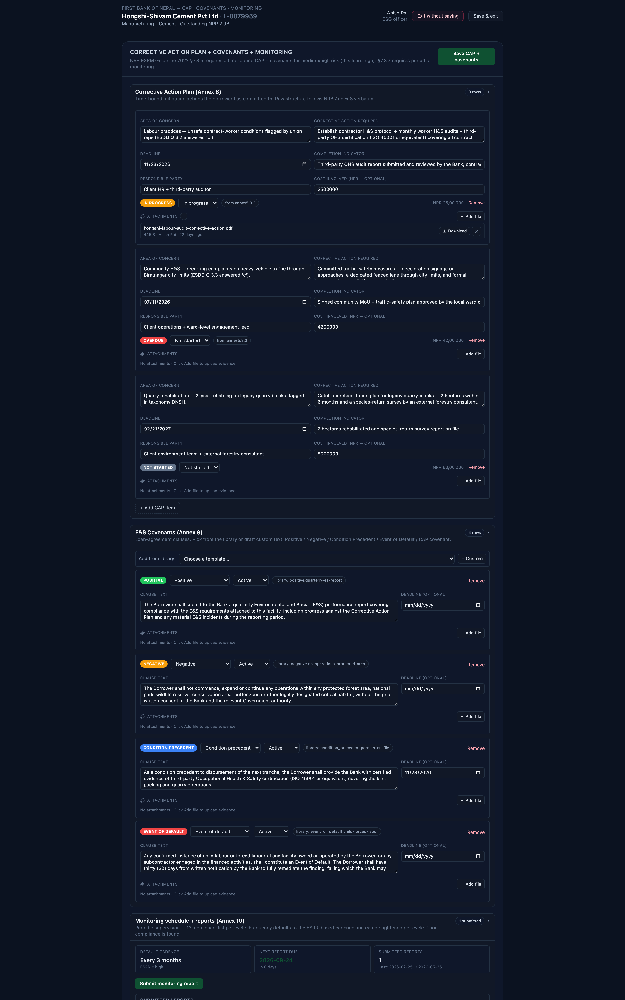 FIRST BANK OF NEPAL — CAP · COVENANTS · MONITORING
Hongshi-Shivam Cement Pvt Ltd · L-0079959
Manufacturing - Cement · Outstanding NPR 2.9B
Anish Rai
ESG officer
Exit without saving
Save & exit
CORRECTIVE ACTION PLAN + COVENANTS + MONITORING
NRB ESRM Guideline 2022 §7.3.5 requires a time-bound CAP + covenants for medium/high risk (this loan: high). §7.3.7 requires periodic
monitoring.
Save CAP +
covenants
Corrective Action Plan (Annex 8)
Time-bound mitigation actions the borrower has committed to. Row structure follows NRB Annex 8 verbatim.
3 rows
AREA OF CONCERN
Labour practices — unsafe contract-worker conditions flagged by union
reps (ESDD Q 3.2 answered 'c').
CORRECTIVE ACTION REQUIRED
Establish contractor H&S protocol + monthly worker H&S audits + third-
party OHS certification (ISO 45001 or equivalent) covering all contract
DEADLINE
11/23/2026
COMPLETION INDICATOR
Third-party OHS audit report submitted and reviewed by the Bank; contrac
RESPONSIBLE PARTY
Client HR + third-party auditor
COST INVOLVED (NPR — OPTIONAL)
2500000
IN PROGRESS
In progress
from annex5.3.2
NPR 25,00,000
Remove
ATTACHMENTS 1
+ Add file
hongshi-labour-audit-corrective-action.pdf
445 B · Anish Rai · 22 days ago
Download
AREA OF CONCERN
Community H&S — recurring complaints on heavy-vehicle traffic through
Biratnagar city limits (ESDD Q 3.3 answered 'c').
CORRECTIVE ACTION REQUIRED
Committed traffic-safety measures — deceleration signage on
approaches, a dedicated fenced lane through city limits, and formal
DEADLINE
07/11/2026
COMPLETION INDICATOR
Signed community MoU + traffic-safety plan approved by the local ward of
RESPONSIBLE PARTY
Client operations + ward-level engagement lead
COST INVOLVED (NPR — OPTIONAL)
4200000
OVERDUE
Not started
from annex5.3.3
NPR 42,00,000
Remove
ATTACHMENTS
+ Add file
No attachments · Click Add file to upload evidence.
AREA OF CONCERN
Quarry rehabilitation — 2-year rehab lag on legacy quarry blocks flagged
in taxonomy DNSH.
CORRECTIVE ACTION REQUIRED
Catch-up rehabilitation plan for legacy quarry blocks — 2 hectares within
6 months and a species-return survey by an external forestry consultant.
DEADLINE
02/21/2027
COMPLETION INDICATOR
2 hectares rehabilitated and species-return survey report on file.
RESPONSIBLE PARTY
Client environment team + external forestry consultant
COST INVOLVED (NPR — OPTIONAL)
8000000
NOT STARTED
Not started
NPR 80,00,000
Remove
ATTACHMENTS
+ Add file
No attachments · Click Add file to upload evidence.
+ Add CAP item
E&S Covenants (Annex 9)
Loan-agreement clauses. Pick from the library or draft custom text. Positive / Negative / Condition Precedent / Event of Default / CAP covenant.
4 rows
Add from library:
Choose a template...
+ Custom
POSITIVE
Positive
Active
library: positive.quarterly-es-report
Remove
CLAUSE TEXT
The Borrower shall submit to the Bank a quarterly Environmental and Social (E&S) performance report covering
compliance with the E&S requirements attached to this facility, including progress against the Corrective Action
Plan and any material E&S incidents during the reporting period.
DEADLINE (OPTIONAL)
mm/dd/yyyy
ATTACHMENTS
+ Add file
No attachments · Click Add file to upload evidence.
NEGATIVE
Negative
Active
library: negative.no-operations-protected-area
Remove
CLAUSE TEXT
The Borrower shall not commence, expand or continue any operations within any protected forest area, national
park, wildlife reserve, conservation area, buffer zone or other legally designated critical habitat, without the prior
written consent of the Bank and the relevant Government authority.
DEADLINE (OPTIONAL)
mm/dd/yyyy
ATTACHMENTS
+ Add file
No attachments · Click Add file to upload evidence.
CONDITION PRECEDENT
Condition precedent
Active
library: condition_precedent.permits-on-file
Remove
CLAUSE TEXT
As a condition precedent to disbursement of the next tranche, the Borrower shall provide the Bank with certified
evidence of third-party Occupational Health & Safety certification (ISO 45001 or equivalent) covering the kiln,
packing and quarry operations.
DEADLINE (OPTIONAL)
11/23/2026
ATTACHMENTS
+ Add file
No attachments · Click Add file to upload evidence.
EVENT OF DEFAULT
Event of default
Active
library: event_of_default.child-forced-labor
Remove
CLAUSE TEXT
Any confirmed instance of child labour or forced labour at any facility owned or operated by the Borrower, or any
subcontractor engaged in the financed activities, shall constitute an Event of Default. The Borrower shall have
thirty (30) days from written notification by the Bank to fully remediate the finding, failing which the Bank may
DEADLINE (OPTIONAL)
mm/dd/yyyy
ATTACHMENTS
+ Add file
No attachments · Click Add file to upload evidence.
Monitoring schedule + reports (Annex 10)
Periodic supervision — 13-item checklist per cycle. Frequency defaults to the ESRR-based cadence and can be tightened per cycle if non-
compliance is found.
1 submitted
DEFAULT CADENCE
Every 3 months
ESRR = high
NEXT REPORT DUE
2026-09-24
In 8 days
SUBMITTED REPORTS
1
Last: 2026-02-25 → 2026-05-25
Submit monitoring report
SUBMITTED REPORTS